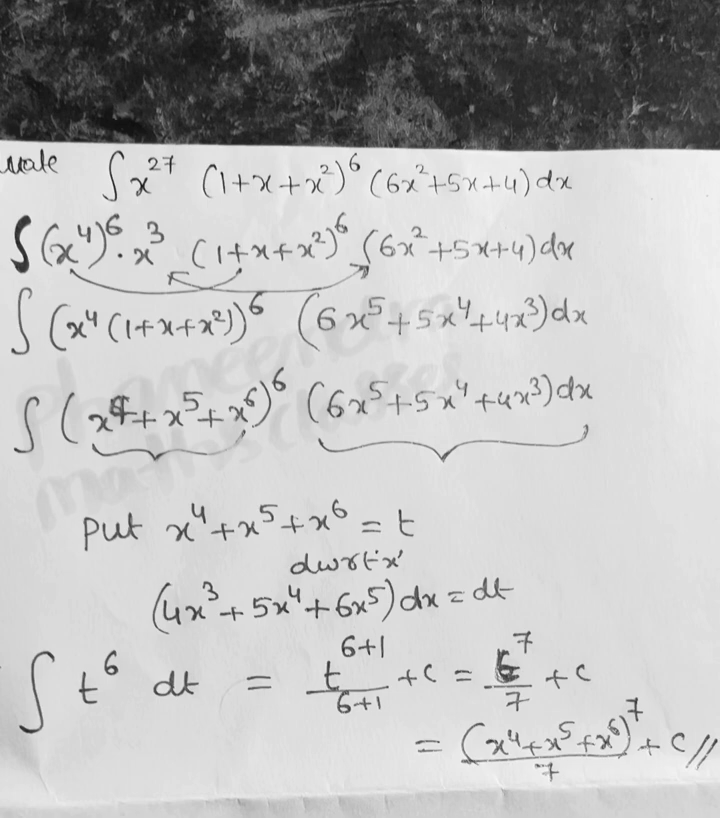 uate ∫ x²⁷ (1+x+x²)⁶ (6x²+5x+4) dx
∫ (x⁴)⁶ · x³ (1+x+x²)⁶ (6x²+5x+4) dx
∫ (x⁴ (1+x+x²))⁶ (6x⁵+5x⁴+4x³) dx
∫ (x⁴+x⁵+x⁶)⁶ (6x⁵+5x⁴+4x³) dx
Put x⁴+x⁵+x⁶ = t
dwrt'x'
(4x³+5x⁴+6x⁵) dx = dt
∫ t⁶ dt = t⁶⁺¹/6+1 + c = t⁷/7 + c
= (x⁴+x⁵+x⁶)⁷/7 + c //
Phaneendra
maths classes